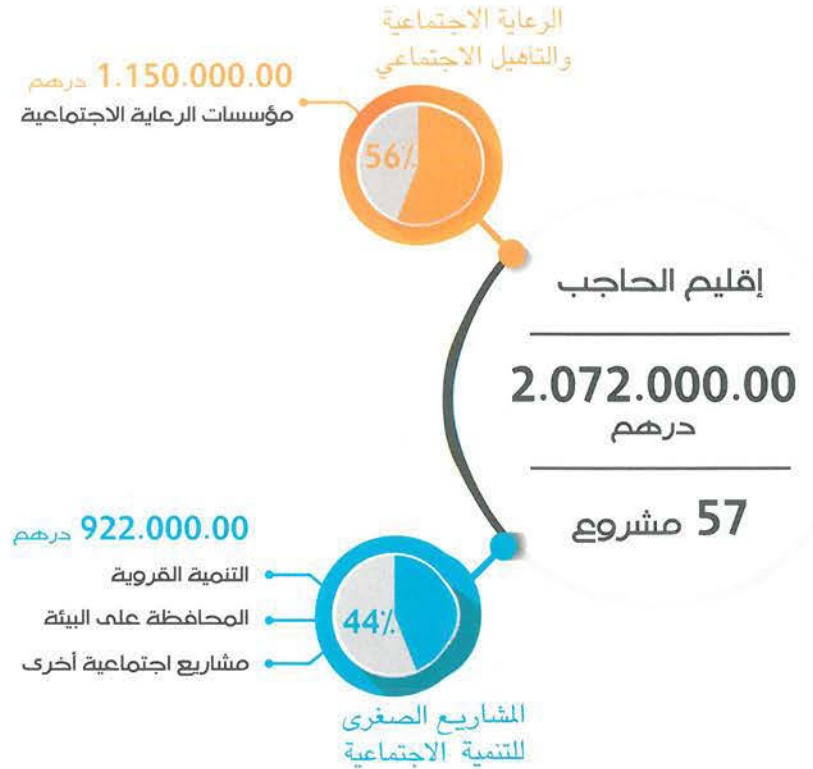 الرعاية الاجتماعية
والتأهيل الاجتماعي
1.150.000.00 درهم
مؤسسات الرعاية الاجتماعية
56%
إقليم الحاجب
2.072.000.00
درهم
57 مشروع
922.000.00 درهم
التنمية القروية
المحافظة على البيئة
مشاريع اجتماعية أخرى
44%
المشاريع الصغرى
للتنمية الاجتماعية